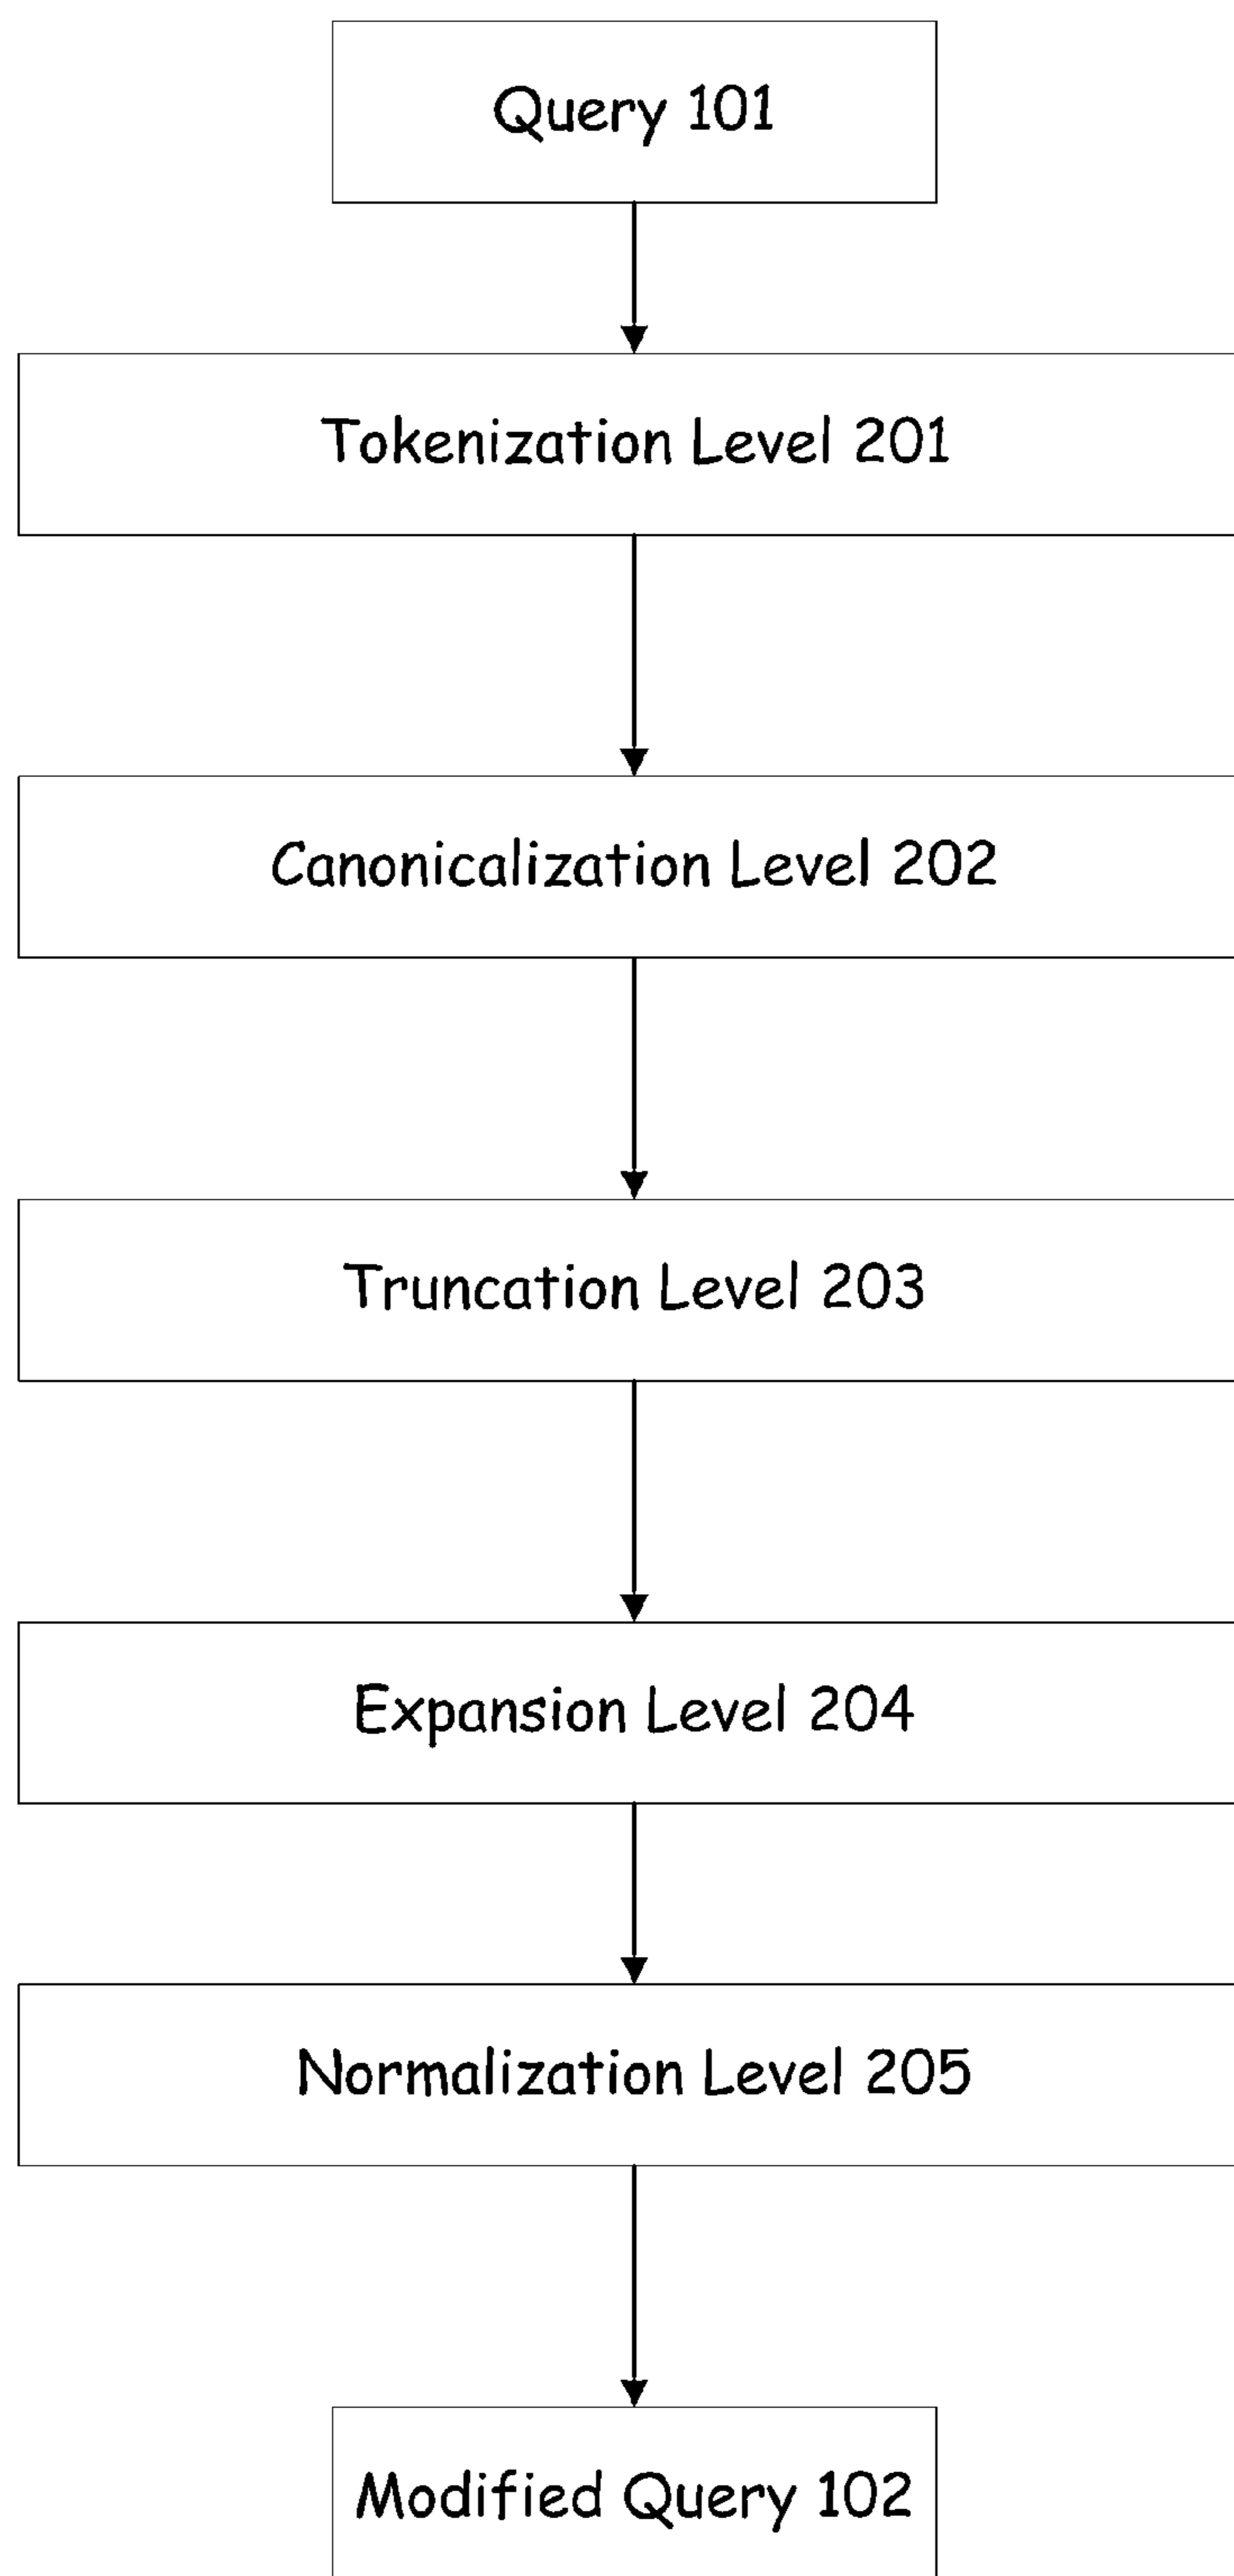 Query 101
Tokenization Level 201
Canonicalization Level 202
Truncation Level 203
Expansion Level 204
Normalization Level 205
Modified Query 102